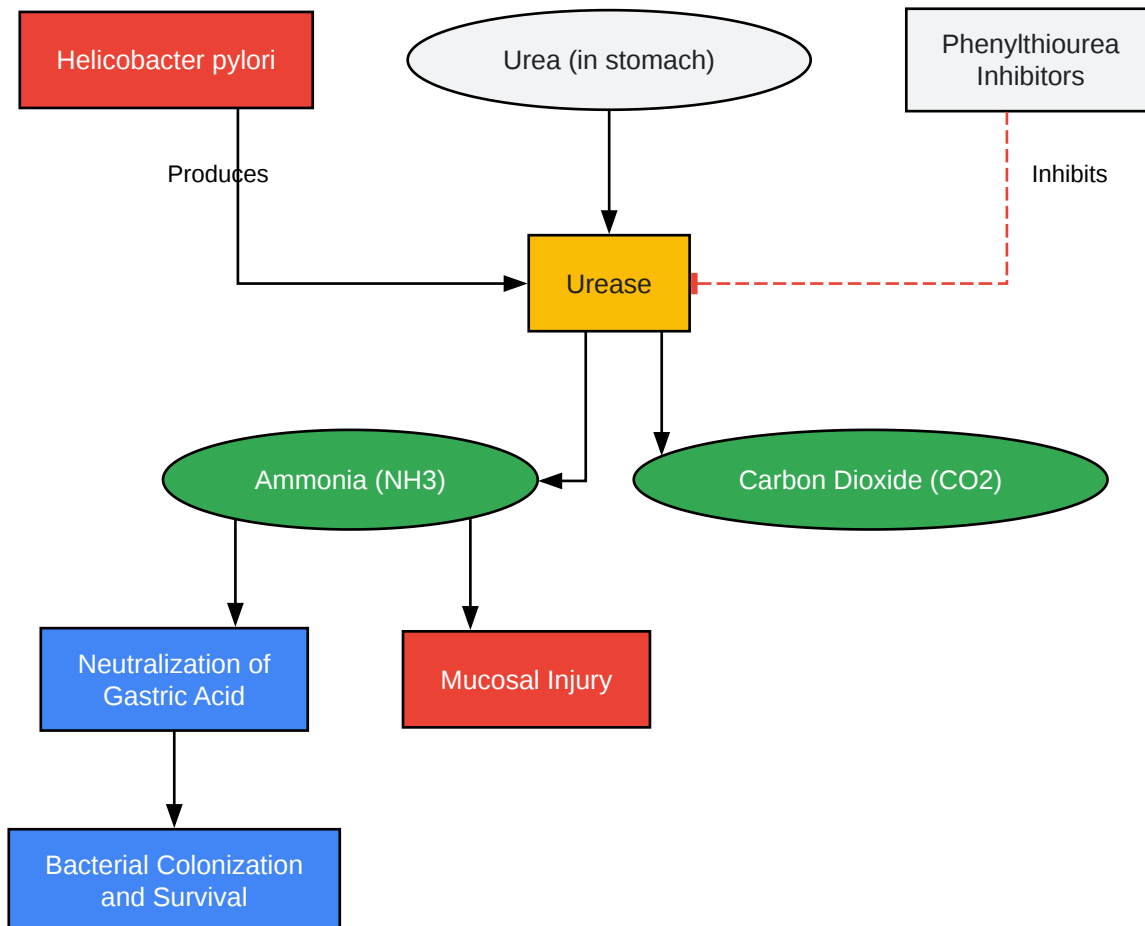 Helicobacter pylori
Urea (in stomach)
Phenylthiourea
Inhibitors
Produces
Inhibits
Urease
Ammonia (NH3)
Carbon Dioxide (CO2)
Neutralization of
Gastric Acid
Mucosal Injury
Bacterial Colonization
and Survival